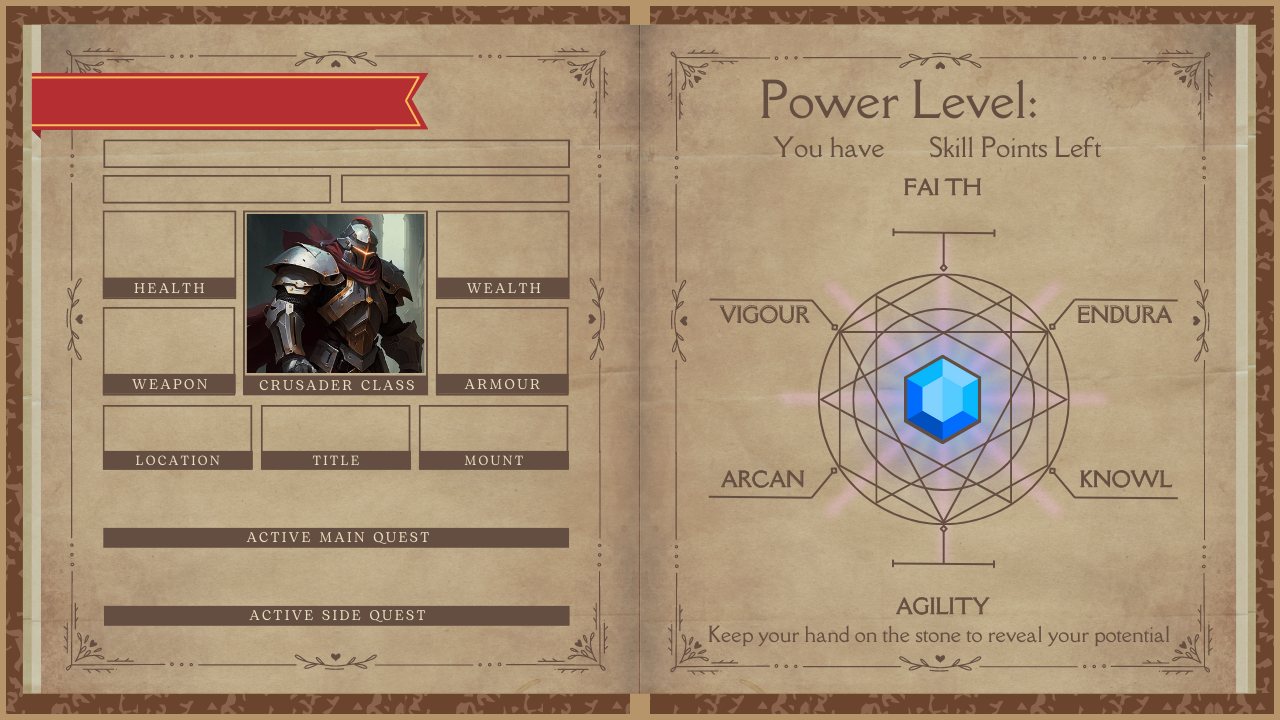 HEALTH
WEALTH
WEAPON
CRUSADER CLASS
ARMOUR
LOCATION
TITLE
MOUNT
ACTIVE MAIN QUEST
ACTIVE SIDE QUEST
Power Level:
You have Skill Points Left
FAI TH
VIGOUR
ENDURA
ARCAN
KNOWL
AGILITY
Keep your hand on the stone to reveal your potential